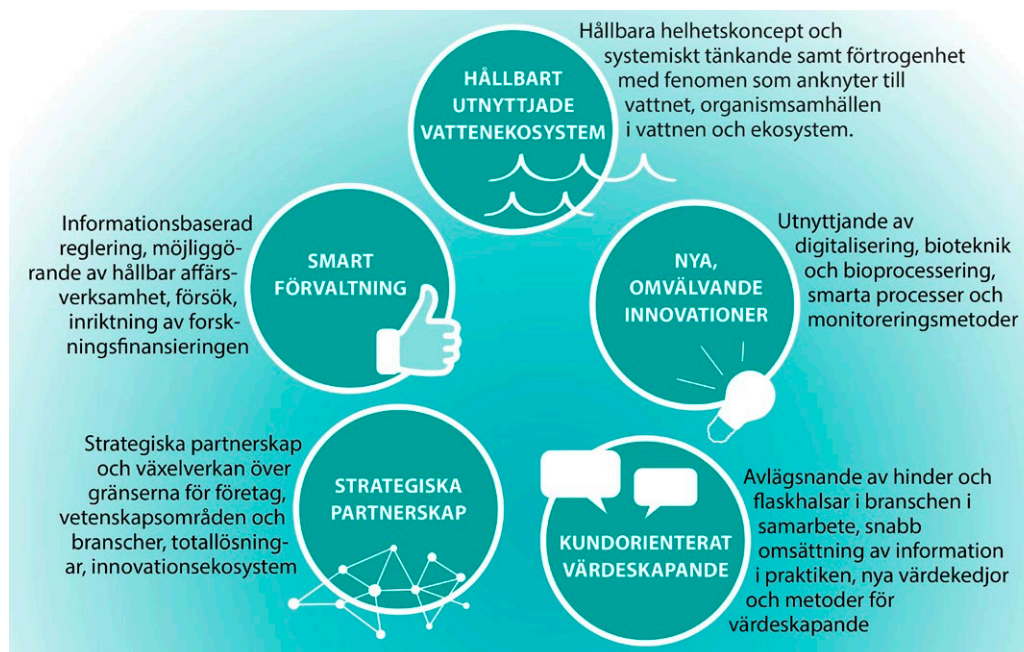 HÅLLBART
UTNYTTJADE
VATTENEKOSYSTEM
Hållbara helhetskoncept och
systemiskt tänkande samt förtrogenhet
med fenomen som anknyter till
vattnet, organismsamhällen
i vattnen och ekosystem.
Informationsbaserad
reglering, möjliggö-
rande av hållbar affärs-
verksamhet, försök,
inriktning av forsk-
ningsfinansieringen
SMART
FÖRVALTNING
NYA,
OMVÄLVANDE
INNOVATIONER
Utnyttjande av
digitalisering, bioteknik
och bioprocessering,
smarta processer och
monitoreringsmetoder
Strategiska partnerskap
och växelverkan över
gränserna för företag,
vetenskapsområden och
branscher, totallösning-
ar, innovationsekosystem
STRATEGISKA
PARTNERSKAP
KUNDORIENTERAT
VÄRDESKAPANDE
Avlägsnande av hinder och
flaskhalsar i branschen i
samarbete, snabb
omsättning av information
i praktiken, nya värdekedjor
och metoder för
värdeskapande